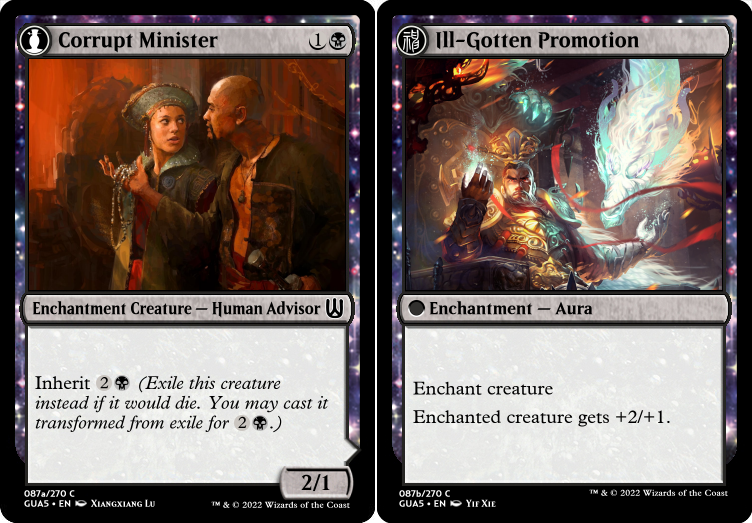 Corrupt Minister
1
Enchantment Creature — Human Advisor
Inherit 2 (Exile this creature
instead if it would die. You may cast it
transformed from exile for 2 .)
2/1
087a/270 C
GUA5 • EN Xiangxiang Lu
™ & © 2022 Wizards of the Coast
Ill-Gotten Promotion
Enchantment — Aura
Enchant creature
Enchanted creature gets +2/+1.
087b/270 C
GUA5 • EN Yif Xie
™ & © 2022 Wizards of the Coast